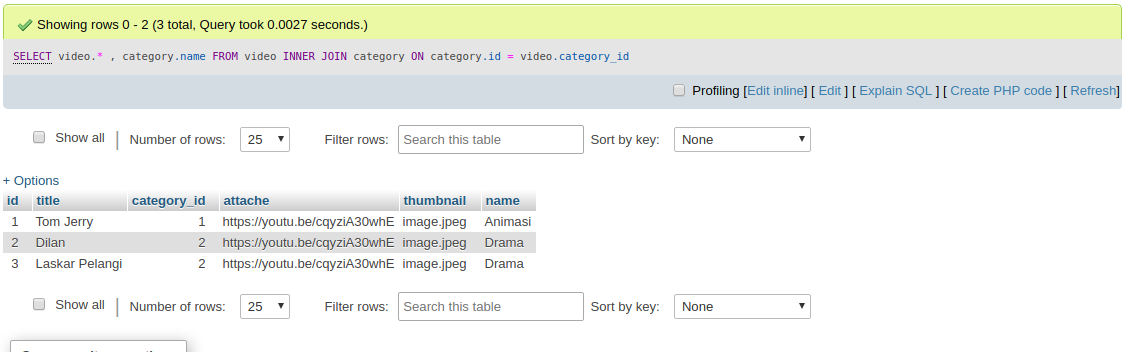 Showing rows 0 - 2 (3 total, Query took 0.0027 seconds.)
SELECT video.* , category.name FROM video INNER JOIN category ON category.id = video.category_id
Profiling [Edit inline] [ Edit ] [ Explain SQL ] [ Create PHP code ] [ Refresh]
Show all | Number of rows: 25 Filter rows: Search this table Sort by key: None
+ Options
id title category_id attache thumbnail name
1 Tom Jerry 1 https://youtu.be/cqyziA30whE image.jpeg Animasi
2 Dilan 2 https://youtu.be/cqyziA30whE image.jpeg Drama
3 Laskar Pelangi 2 https://youtu.be/cqyziA30whE image.jpeg Drama
Show all | Number of rows: 25 Filter rows: Search this table Sort by key: None